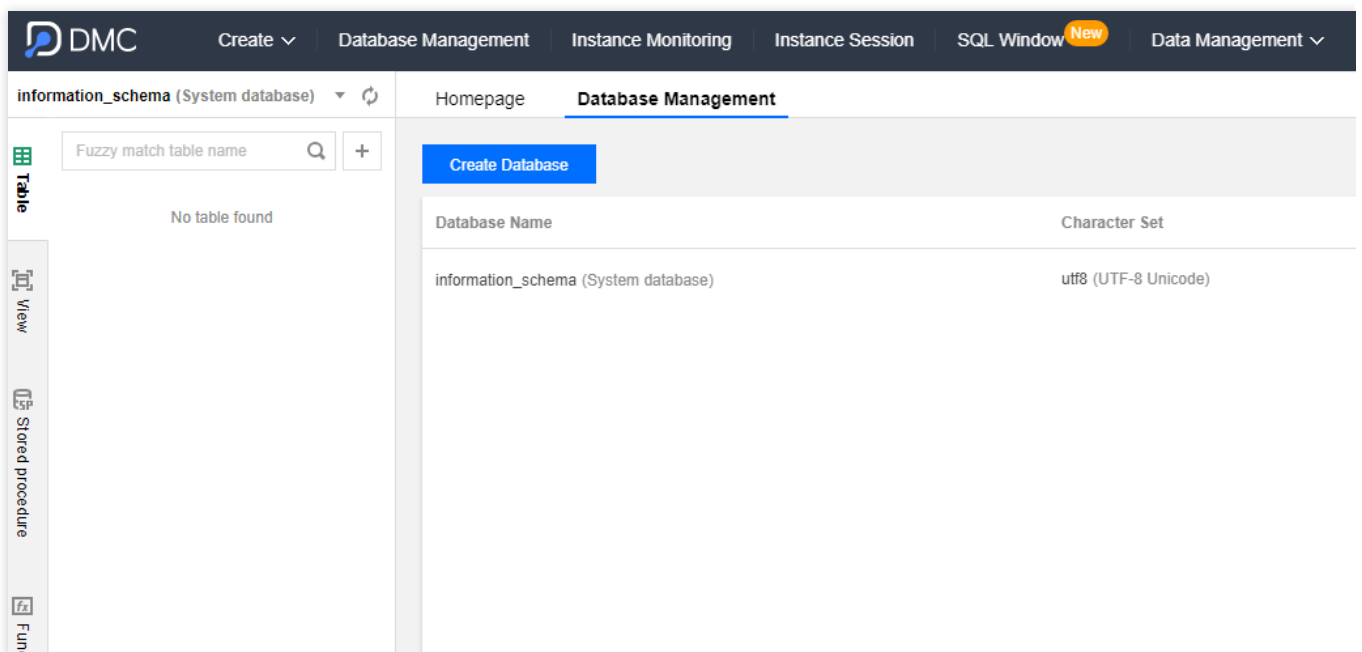 DMC Create Database Management Instance Monitoring Instance Session SQL Window New Data Management
information_schema (System database)
Homepage Database Management
Fuzzy match table name
Create Database
Table
No table found
Database Name Character Set
information_schema (System database) utf8 (UTF-8 Unicode)
View
Stored procedure